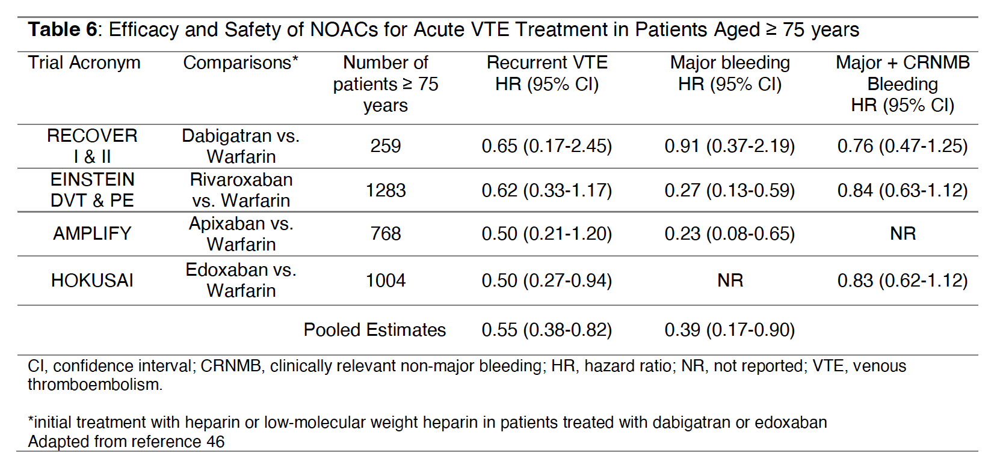 Table 6: Efficacy and Safety of NOACs for Acute VTE Treatment in Patients Aged ≥ 75 years
Trial Acronym Comparisons* Number of patients ≥ 75 years Recurrent VTE HR (95% CI) Major bleeding HR (95% CI) Major + CRNMB Bleeding HR (95% CI)
RECOVER I & II Dabigatran vs. Warfarin 259 0.65 (0.17-2.45) 0.91 (0.37-2.19) 0.76 (0.47-1.25)
EINSTEIN DVT & PE Rivaroxaban vs. Warfarin 1283 0.62 (0.33-1.17) 0.27 (0.13-0.59) 0.84 (0.63-1.12)
AMPLIFY Apixaban vs. Warfarin 768 0.50 (0.21-1.20) 0.23 (0.08-0.65) NR
HOKUSAI Edoxaban vs. Warfarin 1004 0.50 (0.27-0.94) NR 0.83 (0.62-1.12)
Pooled Estimates 0.55 (0.38-0.82) 0.39 (0.17-0.90)
CI, confidence interval; CRNMB, clinically relevant non-major bleeding; HR, hazard ratio; NR, not reported; VTE, venous
thromboembolism.
*initial treatment with heparin or low-molecular weight heparin in patients treated with dabigatran or edoxaban
Adapted from reference 46